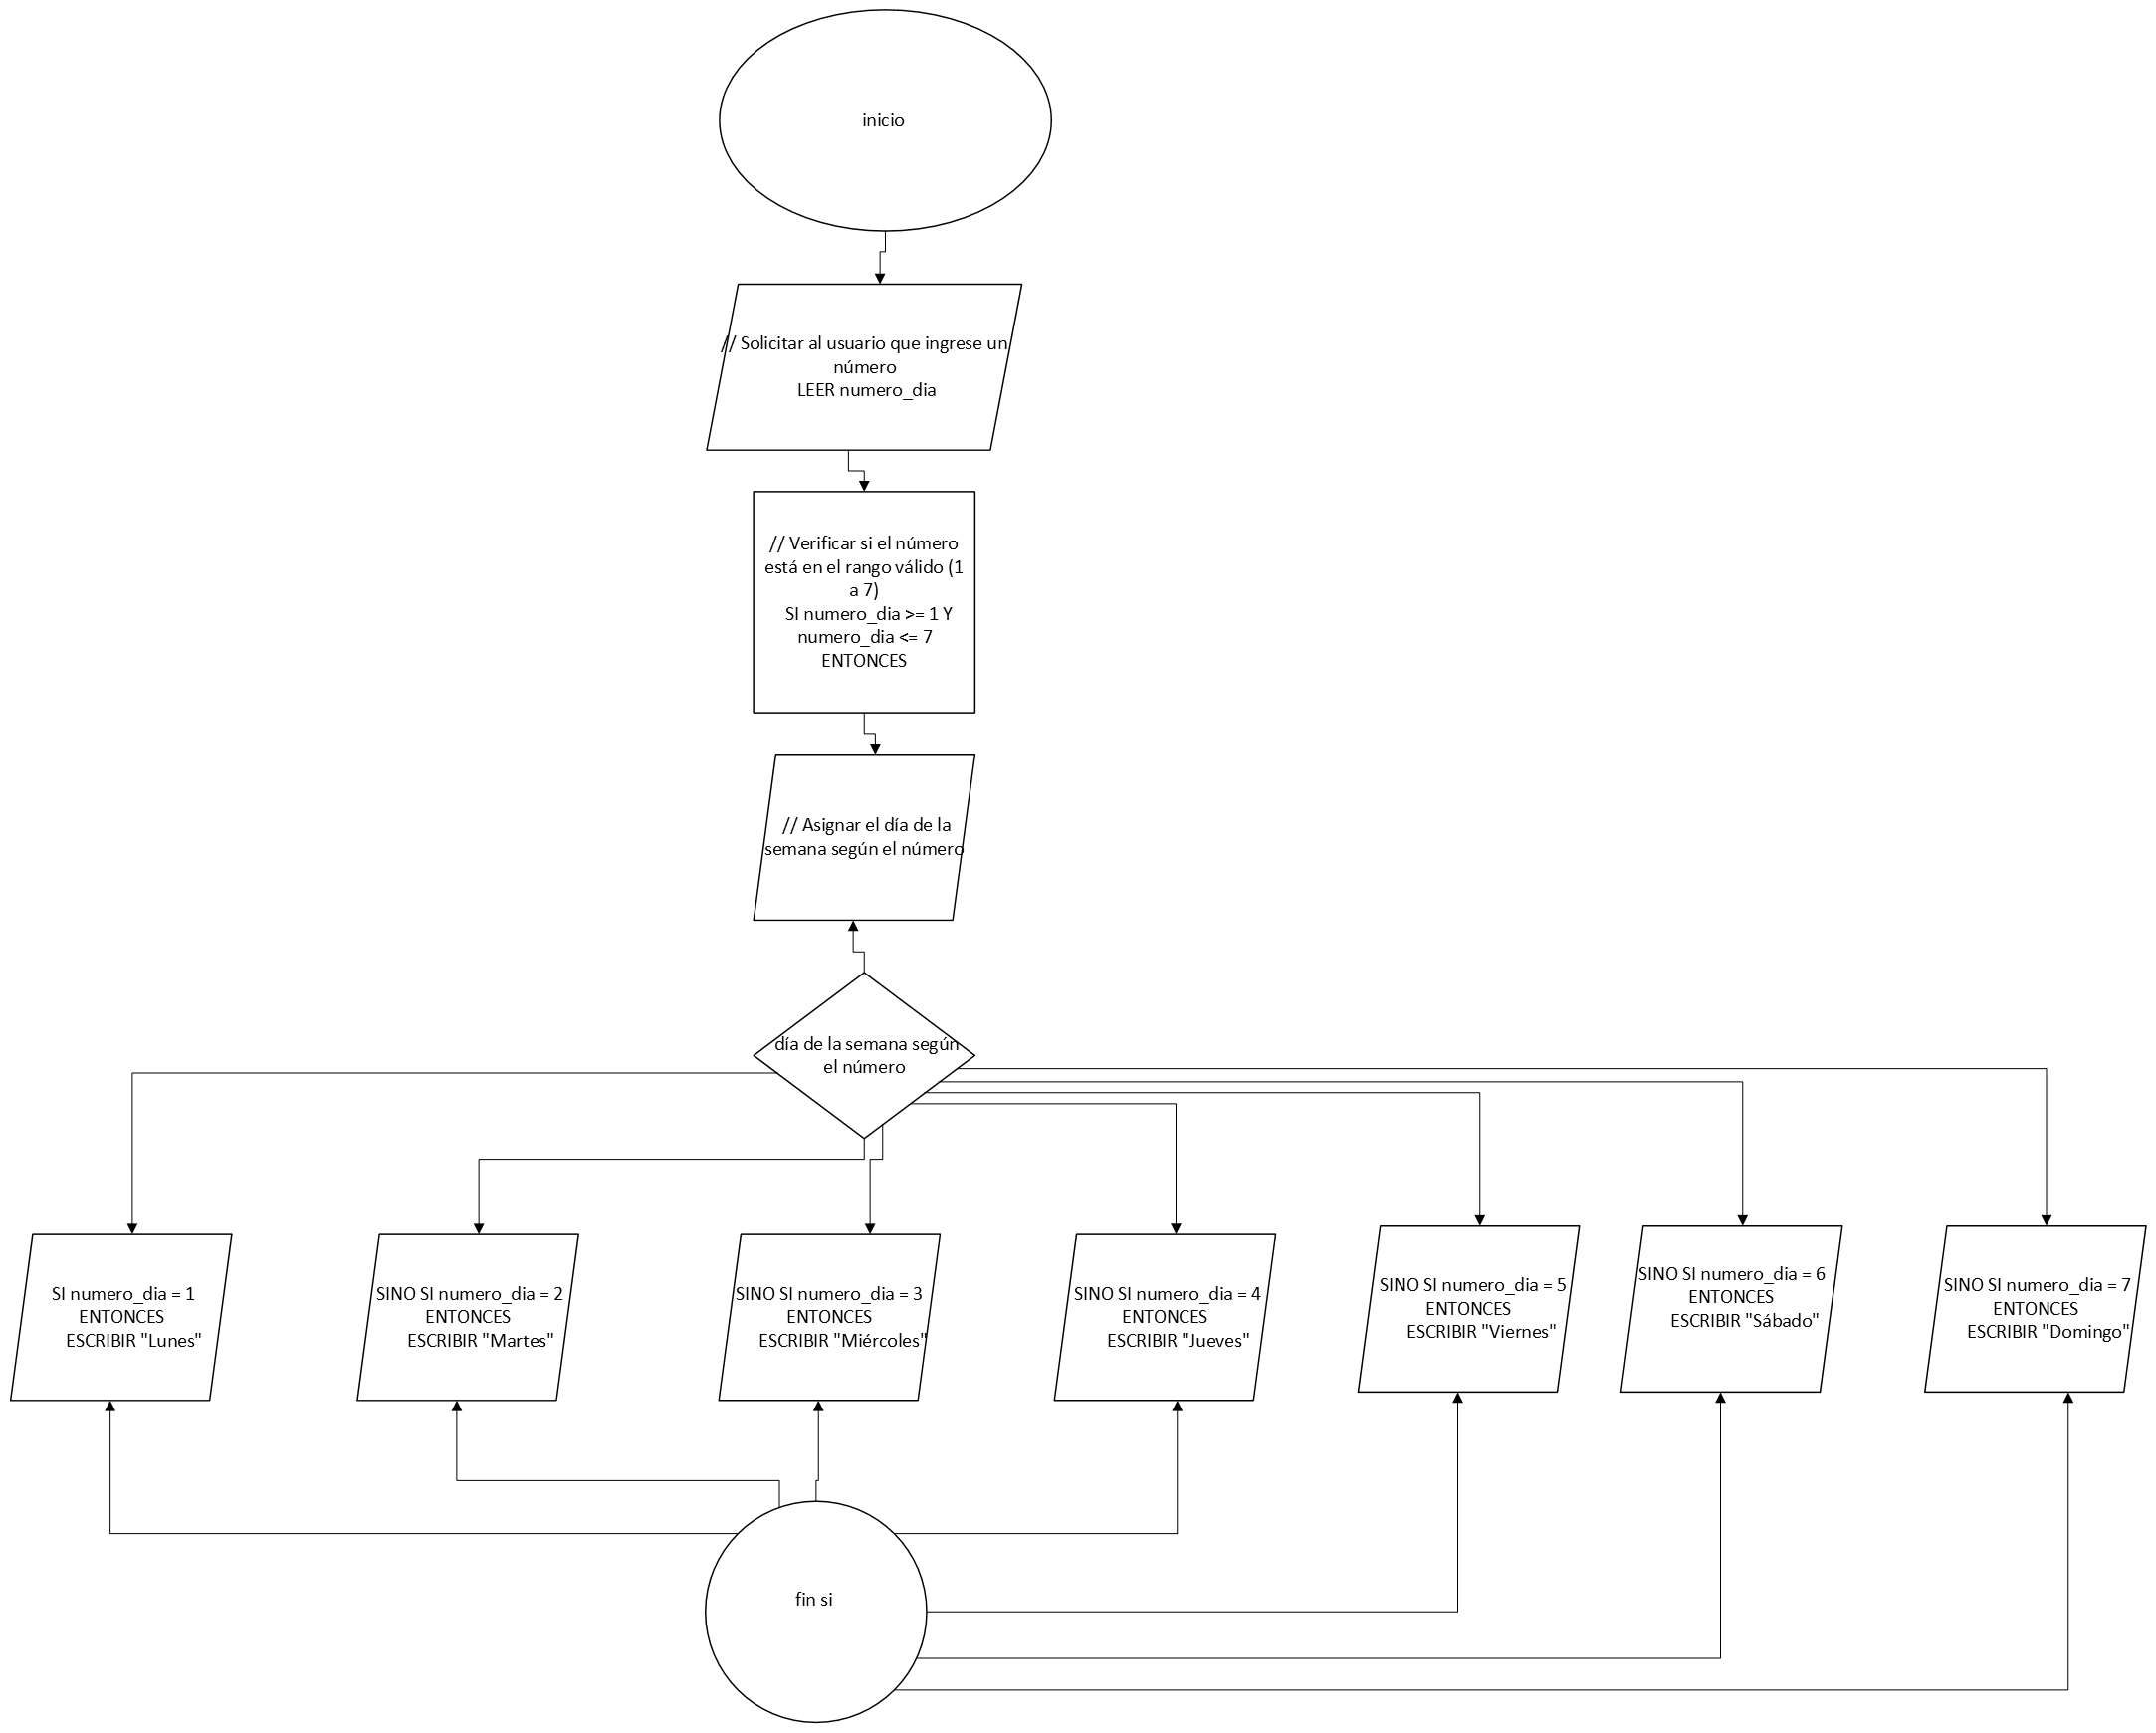 inicio
// Solicitar al usuario que ingrese un
número
LEER numero_dia
// Verificar si el número
está en el rango válido (1
a 7)
SI numero_dia >= 1 Y
numero_dia <= 7
ENTONCES
// Asignar el día de la
semana según el número
día de la semana según
el número
SI numero_dia = 1
ENTONCES
ESCRIBIR "Lunes"
SINO SI numero_dia = 2
ENTONCES
ESCRIBIR "Martes"
SINO SI numero_dia = 3
ENTONCES
ESCRIBIR "Miércoles"
SINO SI numero_dia = 4
ENTONCES
ESCRIBIR "Jueves"
SINO SI numero_dia = 5
ENTONCES
ESCRIBIR "Viernes"
SINO SI numero_dia = 6
ENTONCES
ESCRIBIR "Sábado"
SINO SI numero_dia = 7
ENTONCES
ESCRIBIR "Domingo"
fin si